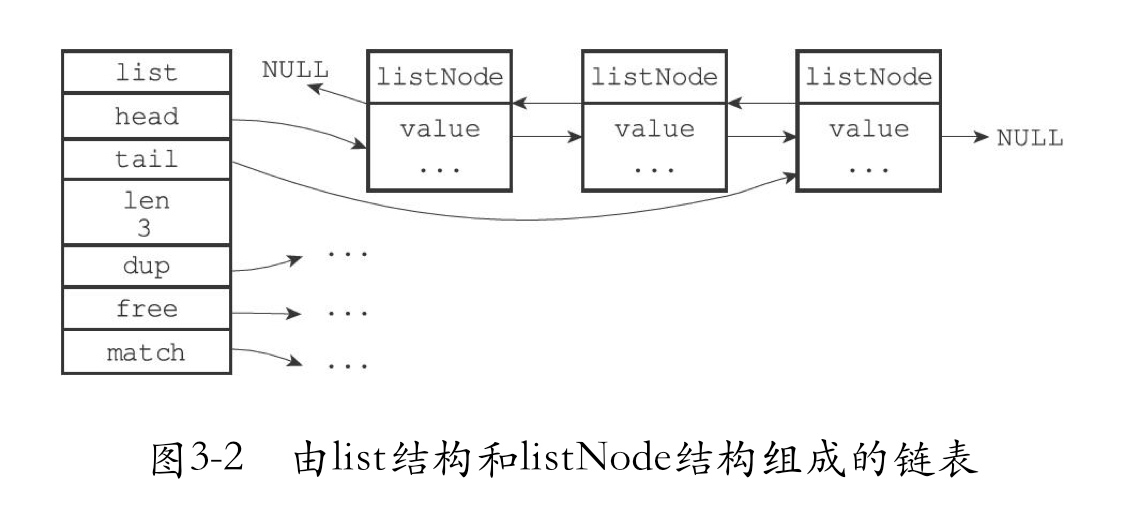 list
head
tail
len
3
dup
free
match
NULL
listNode
value
...
listNode
value
...
listNode
value
...
NULL
...
...
...
图3-2 由list结构和listNode结构组成的链表